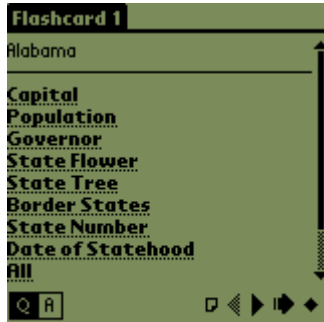 Flashcard 1
Alabama
Capital
Population
Governor
State Flower
State Tree
Border States
State Number
Date of Statehood
All
Q A